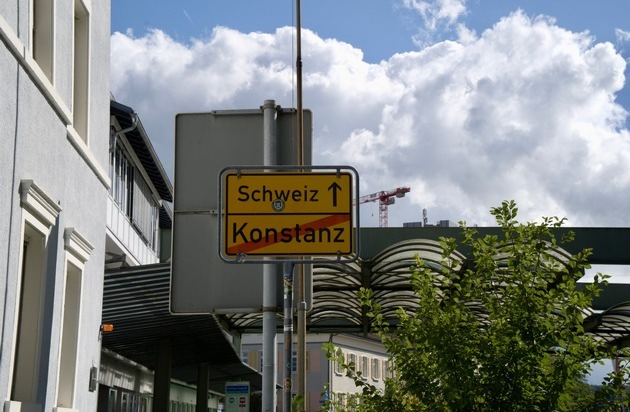 Schweiz ↑
Konstanz